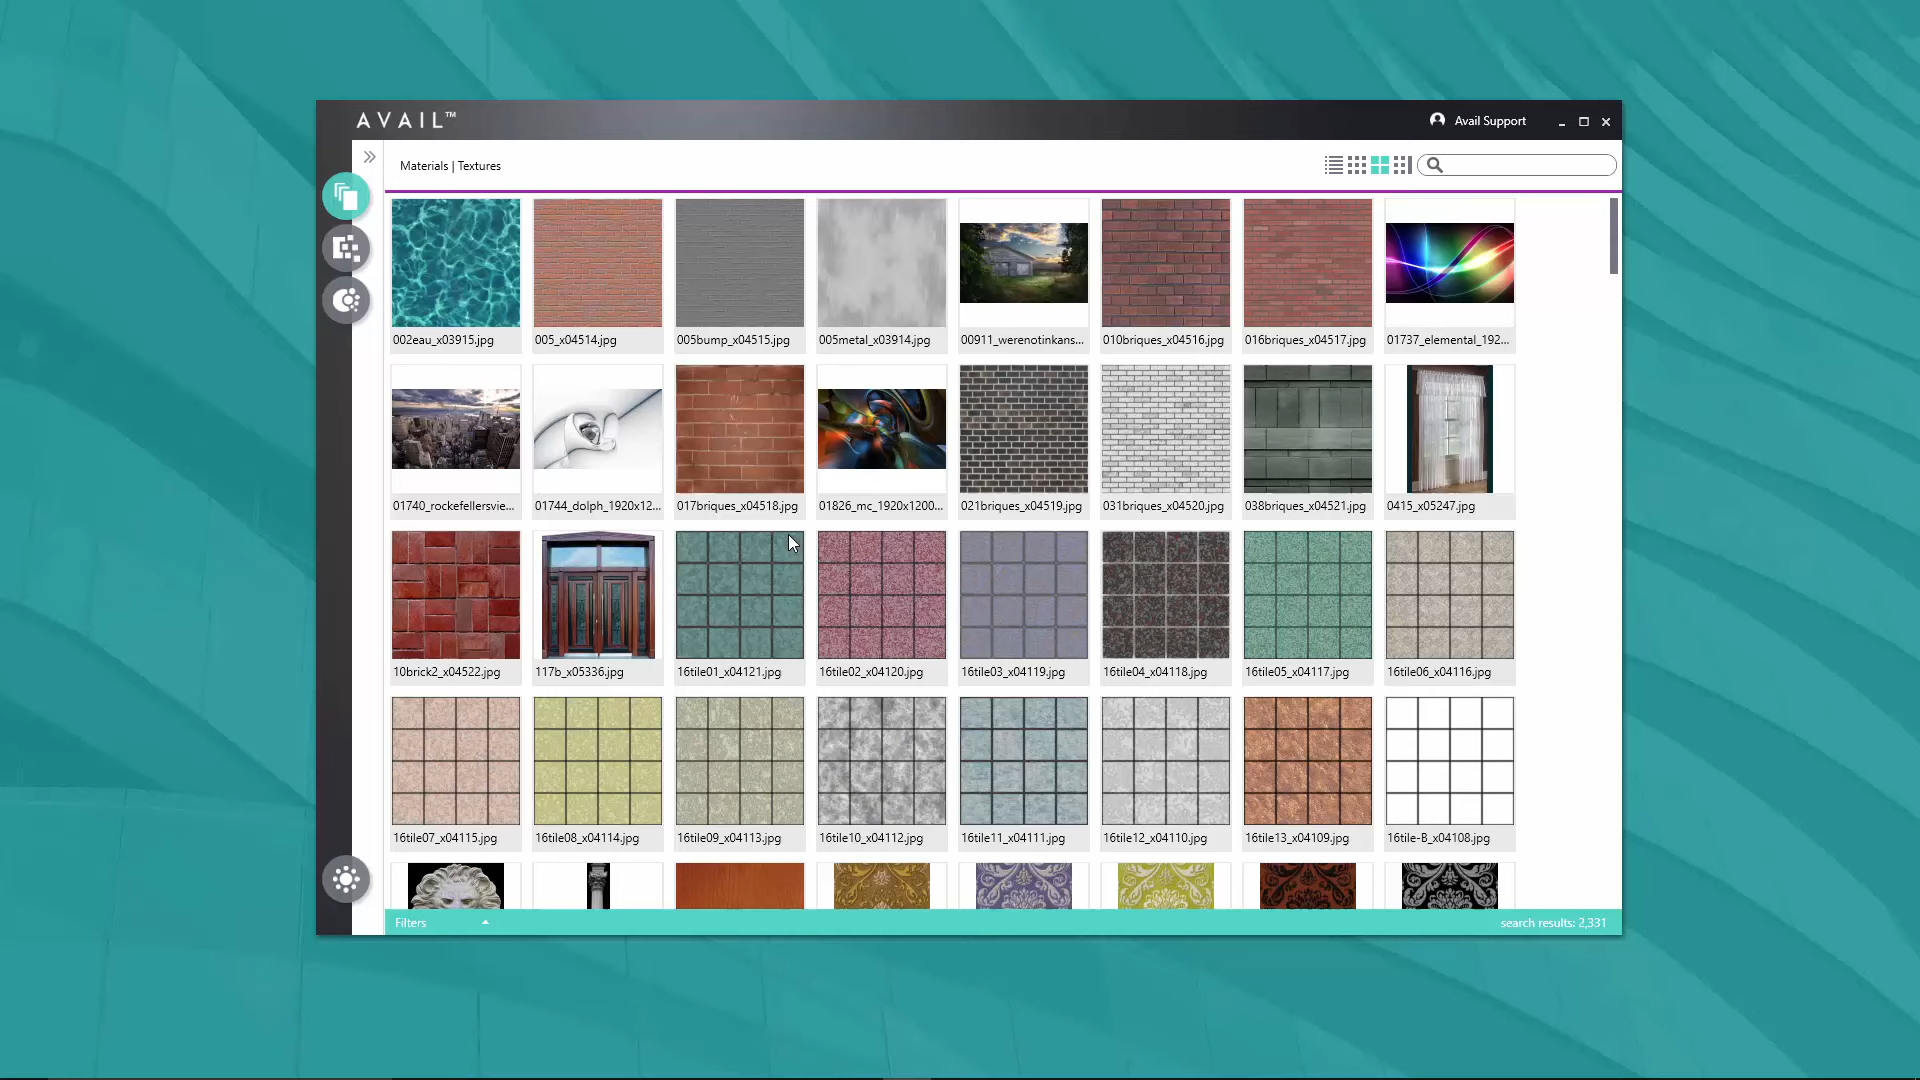 AVAIL™
Avail Support
Materials | Textures
002eau_x03915.jpg
005_x04514.jpg
005bump_x04515.jpg
005metal_x03914.jpg
00911_werenotinkans...
010briques_x04516.jpg
016briques_x04517.jpg
01737_elemental_192...
01740_rockefellersvie...
01744_dolph_1920x12...
017briques_x04518.jpg
01826_mc_1920x1200...
021briques_x04519.jpg
031briques_x04520.jpg
038briques_x04521.jpg
0415_x05247.jpg
10brick2_x04522.jpg
117b_x05336.jpg
16tile01_x04121.jpg
16tile02_x04120.jpg
16tile03_x04119.jpg
16tile04_x04118.jpg
16tile05_x04117.jpg
16tile06_x04116.jpg
16tile07_x04115.jpg
16tile08_x04114.jpg
16tile09_x04113.jpg
16tile10_x04112.jpg
16tile11_x04111.jpg
16tile12_x04110.jpg
16tile13_x04109.jpg
16tile-B_x04108.jpg
Filters
search results: 2,331